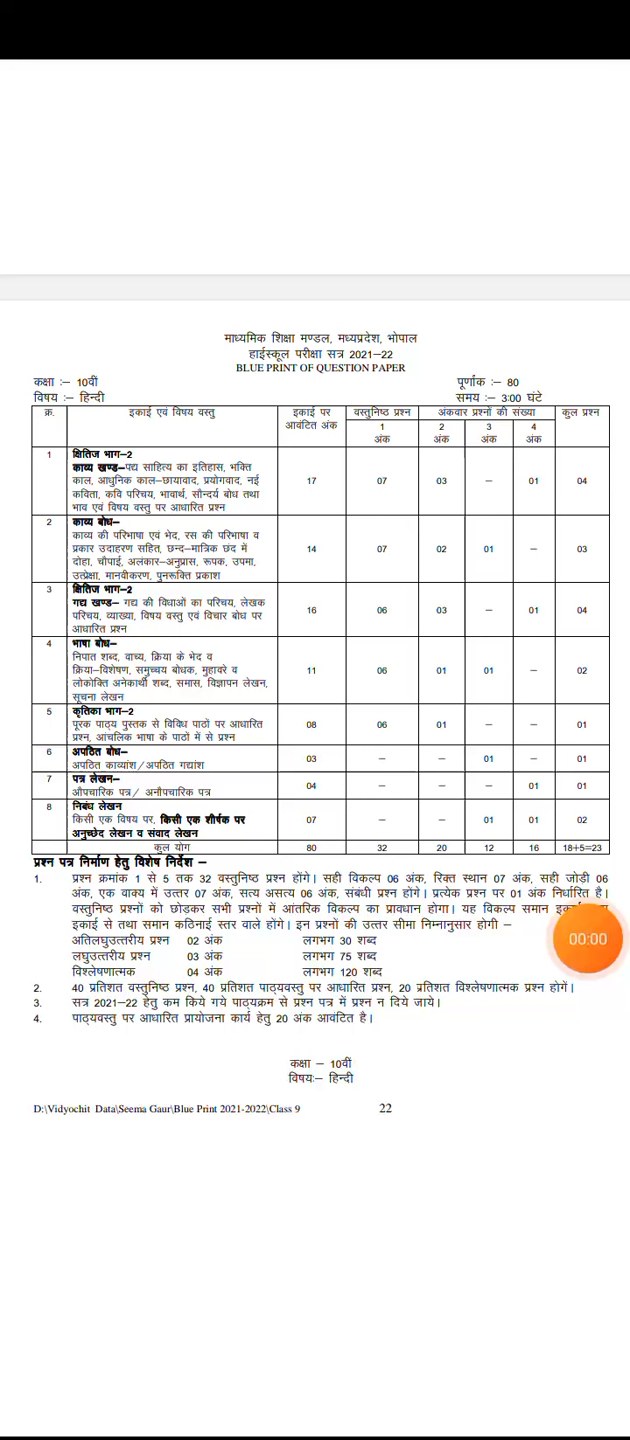 माध्यमिक शिक्षा मण्डल, मध्यप्रदेश, भोपाल
हाईस्कूल परीक्षा सत्र 2021–22
BLUE PRINT OF QUESTION PAPER
कक्षा :– 10वीं पूर्णांक :– 80
विषय :– हिन्दी समय :– 3:00 घंटे
क्र. इकाई एवं विषय वस्तु इकाई पर आवंटित अंक वस्तुनिष्ठ प्रश्न अंकवार प्रश्नों की संख्या कुल प्रश्न
1 अंक 2 अंक 3 अंक 4 अंक
1 क्षितिज भाग–2
काव्य खण्ड–पद्य साहित्य का इतिहास, भक्ति
काल, आधुनिक काल–छायावाद, प्रयोगवाद, नई 17 07 03 – 01 04
कविता, कवि परिचय, भावार्थ, सौन्दर्य बोध तथा
भाव एवं विषय वस्तु पर आधारित प्रश्न
2 काव्य बोध–
काव्य की परिभाषा एवं भेद, रस की परिभाषा व
प्रकार उदाहरण सहित, छन्द–मात्रिक छंद में 14 07 02 01 – 03
दोहा, चौपाई, अलंकार–अनुप्रास, रूपक, उपमा,
उत्प्रेक्षा, मानवीकरण, पुनरूक्ति प्रकाश
3 क्षितिज भाग–2
गद्य खण्ड– गद्य की विधाओं का परिचय, लेखक 16 06 03 – 01 04
परिचय, व्याख्या, विषय वस्तु एवं विचार बोध पर
आधारित प्रश्न
4 भाषा बोध–
निपात शब्द, वाच्य, क्रिया के भेद व
क्रिया–विशेषण, समुच्चय बोधक, मुहावरे व 11 06 01 01 – 02
लोकोक्ति अनेकार्थी शब्द, समास, विज्ञापन लेखन,
सूचना लेखन
5 कृतिका भाग–2
पूरक पाठ्य पुस्तक से विविध पाठों पर आधारित 08 06 01 – – 01
प्रश्न, आंचलिक भाषा के पाठों में से प्रश्न
6 अपठित बोध–
अपठित काव्यांश/अपठित गद्यांश 03 – – 01 – 01
7 पत्र लेखन–
औपचारिक पत्र/ अनौपचारिक पत्र 04 – – – 01 01
8 निबंध लेखन
किसी एक विषय पर, किसी एक शीर्षक पर 07 – – 01 01 02
अनुच्छेद लेखन व संवाद लेखन
कुल योग 80 32 20 12 16 18+5=23
प्रश्न पत्र निर्माण हेतु विशेष निर्देश –
1. प्रश्न क्रमांक 1 से 5 तक 32 वस्तुनिष्ठ प्रश्न होंगे। सही विकल्प 06 अंक, रिक्त स्थान 07 अंक, सही जोड़ी 06
अंक, एक वाक्य में उत्तर 07 अंक, सत्य असत्य 06 अंक, संबंधी प्रश्न होंगे। प्रत्येक प्रश्न पर 01 अंक निर्धारित है।
वस्तुनिष्ठ प्रश्नों को छोड़कर सभी प्रश्नों में आंतरिक विकल्प का प्रावधान होगा। यह विकल्प समान
इकाई से तथा समान कठिनाई स्तर वाले होंगे। इन प्रश्नों की उत्तर सीमा निम्नानुसार होगी –
अतिलघुउत्तरीय प्रश्न 02 अंक लगभग 30 शब्द
लघुउत्तरीय प्रश्न 03 अंक लगभग 75 शब्द
विश्लेषणात्मक 04 अंक लगभग 120 शब्द
2. 40 प्रतिशत वस्तुनिष्ठ प्रश्न, 40 प्रतिशत पाठ्यवस्तु पर आधारित प्रश्न, 20 प्रतिशत विश्लेषणात्मक प्रश्न होगें।
3. सत्र 2021–22 हेतु कम किये गये पाठ्यक्रम से प्रश्न पत्र में प्रश्न न दिये जाये।
4. पाठ्यवस्तु पर आधारित प्रायोजना कार्य हेतु 20 अंक आवंटित है।
00:00
कक्षा – 10वीं
विषयः– हिन्दी
D:\Vidyochit Data\Seema Gaur\Blue Print 2021-2022\Class 9 22